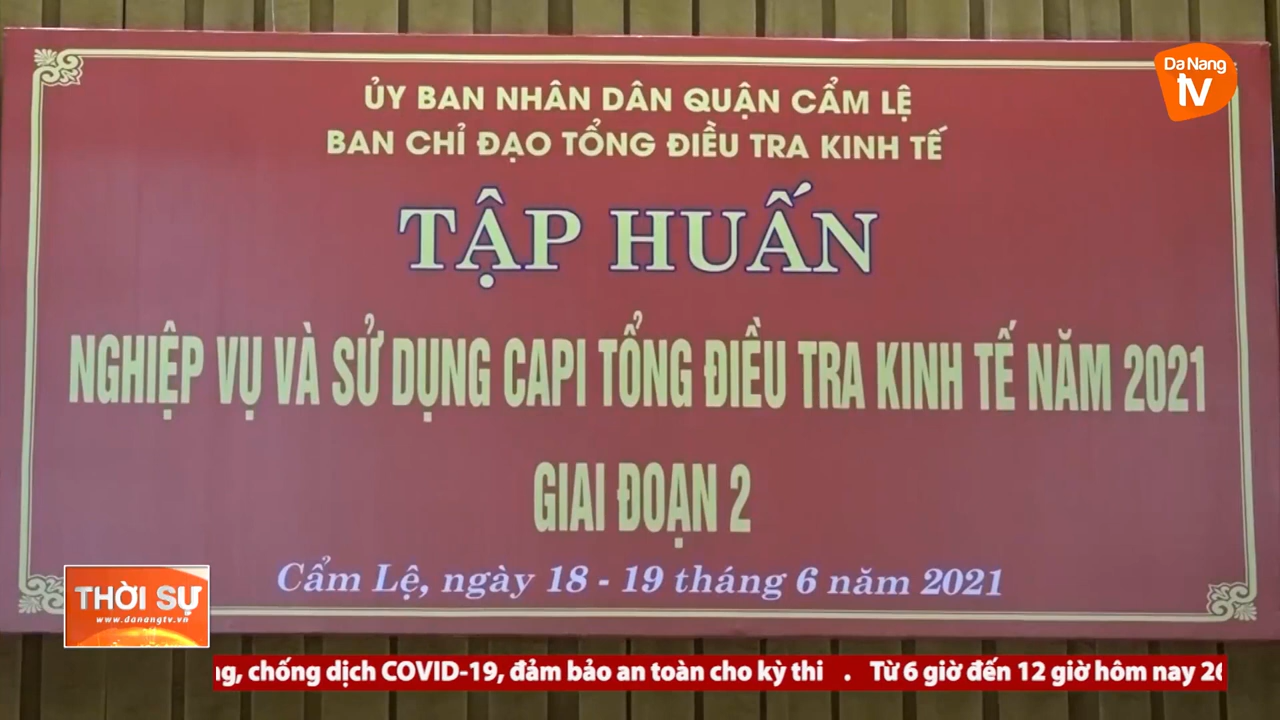 Da Nang
tv
ỦY BAN NHÂN DÂN QUẬN CẨM LỆ
BAN CHỈ ĐẠO TỔNG ĐIỀU TRA KINH TẾ
TẬP HUẤN
NGHIỆP VỤ VÀ SỬ DỤNG CAPI TỔNG ĐIỀU TRA KINH TẾ NĂM 2021
GIAI ĐOẠN 2
Cẩm Lệ, ngày 18 - 19 tháng 6 năm 2021
THỜI SỰ
www.danangtv.vn
ng, chống dịch COVID-19, đảm bảo an toàn cho kỳ thi . Từ 6 giờ đến 12 giờ hôm nay 26